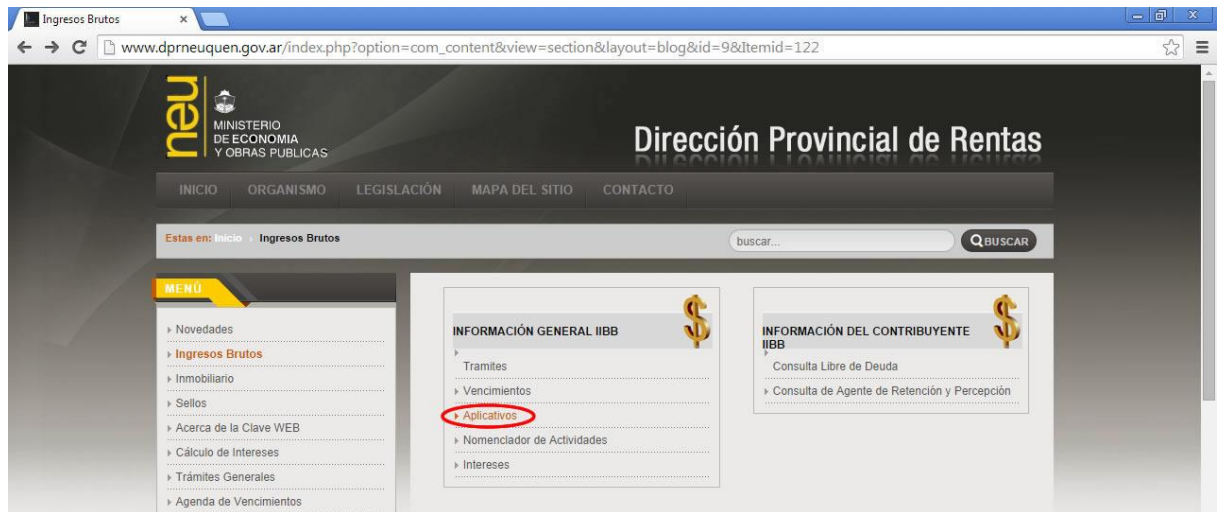 Ingresos Brutos
www.dprneuquen.gov.ar/index.php?option=com_content&view=section&layout=blog&id=9&Itemid=122
neu
MINISTERIO
DE ECONOMIA
Y OBRAS PUBLICAS
Dirección Provincial de Rentas
INICIO ORGANISMO LEGISLACIÓN MAPA DEL SITIO CONTACTO
Estas en: Inicio Ingresos Brutos
buscar...
BUSCAR
MENÚ
Novedades
Ingresos Brutos
Inmobiliario
Sellos
Acerca de la Clave WEB
Cálculo de Intereses
Trámites Generales
Agenda de Vencimientos
INFORMACIÓN GENERAL IIBB
Tramites
Vencimientos
Aplicativos
Nomenclador de Actividades
Intereses
INFORMACIÓN DEL CONTRIBUYENTE
IIBB
Consulta Libre de Deuda
Consulta de Agente de Retención y Percepción